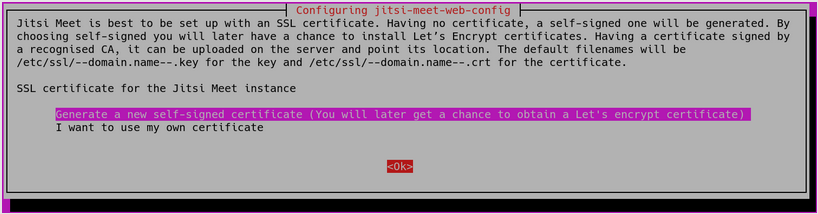 Configuring jitsi-meet-web-config
Jitsi Meet is best to be set up with an SSL certificate. Having no certificate, a self-signed one will be generated. By
choosing self-signed you will later have a chance to install Let’s Encrypt certificates. Having a certificate signed by
a recognised CA, it can be uploaded on the server and point its location. The default filenames will be
/etc/ssl/--domain.name--.key for the key and /etc/ssl/--domain.name--.crt for the certificate.
SSL certificate for the Jitsi Meet instance
Generate a new self-signed certificate (You will later get a chance to obtain a Let's encrypt certificate)
I want to use my own certificate
<Ok>